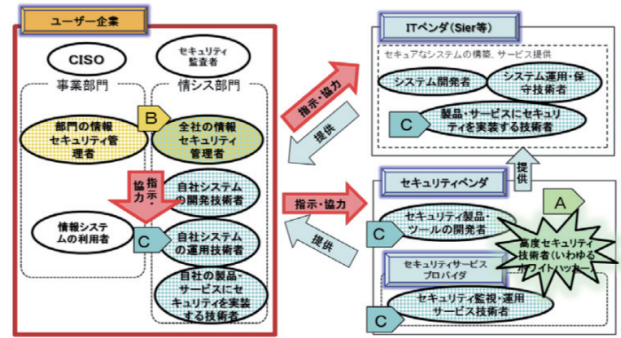 ユーザー企業
CISO
セキュリティ
監査者
事業部門
情シス部門
B
部門の情報
セキュリティ管
理者
全社の情報
セキュリティ
管理者
指示・
協力
自社システム
の開発技術者
情報システ
ムの利用者
C
自社システム
の運用技術者
自社の製品・
サービスにセ
キュリティを実装
する技術者
指示・協力
提供
指示・協力
提供
ITベンダ(Sier等)
セキュアなシステムの構築、サービス提供
システム開発者
システム運用・保
守技術者
C
製品・サービスにセキュリ
ティを実装する技術者
提供
セキュリティベンダ
A
セキュリティ製品・
ツールの開発者
C
高度セキュリティ
技術者(いわゆる
ホワイトハッカー)
セキュリティサービス
プロバイダ
C
セキュリティ監視・運用
サービス技術者